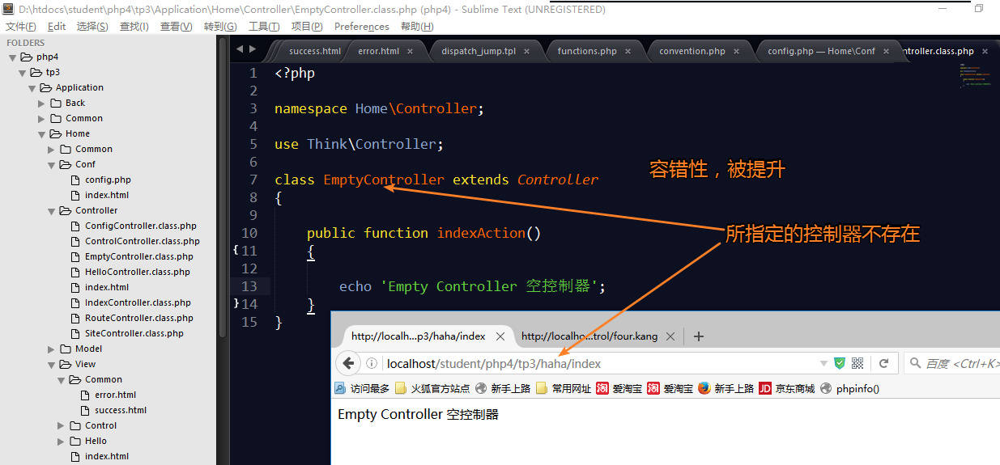 D:\htdocs\student\php4\tp3\Application\Home\Controller\EmptyController.class.php (php4) - Sublime Text (UNREGISTERED)
文件(F) Edit 选择(S) 查找(I) 查看(V) 转到(G) 工具(T) 项目(P) Preferences 帮助(H)
FOLDERS
php4
tp3
Application
Back
Common
Home
Common
Conf
config.php
index.html
Controller
ConfigController.class.php
ControlController.class.php
EmptyController.class.php
HelloController.class.php
index.html
IndexController.class.php
RouteController.class.php
SiteController.class.php
Model
View
Common
error.html
success.html
Control
Hello
index.html
success.html error.html × dispatch_jump.tpl × functions.php × convention.php × config.php — Home\Conf × ntroller.class.php ×
1 <?php
2
3 namespace Home\Controller;
4
5 use Think\Controller;
6
7 class EmptyController extends Controller
8 {
9
10 public function indexAction()
11 {
12
13 echo 'Empty Controller 空控制器';
14 }
15 }
容错性，被提升
所指定的控制器不存在
http://localh...p3/haha/index × http://localho...trol/four.kang × +
localhost/student/php4/tp3/haha/index 百度 <Ctrl+K>
访问最多 火狐官方站点 新手上路 常用网址 淘 爱淘宝 淘 爱淘宝 新手上路 JD 京东商城 phpinfo()
Empty Controller 空控制器